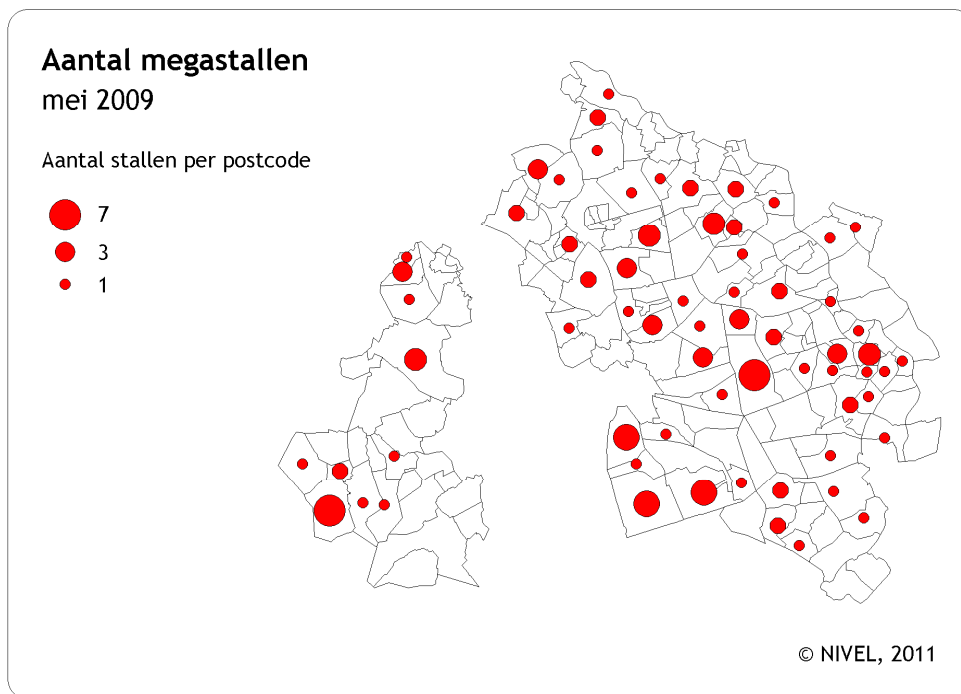 Aantal megastallen
mei 2009
Aantal stallen per postcode
7
3
1
© NIVEL, 2011